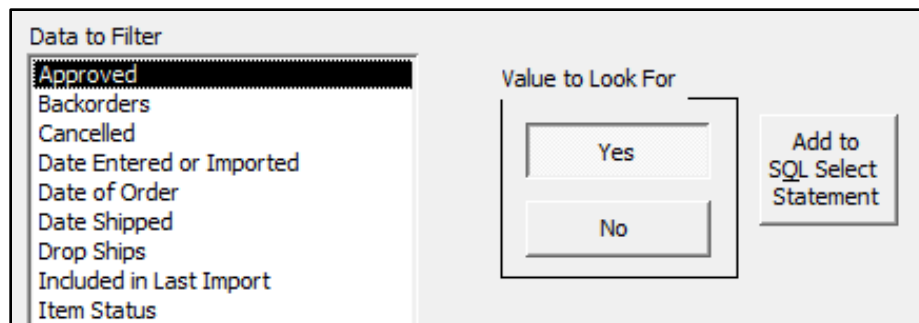 Data to Filter
Approved
Backorders
Cancelled
Date Entered or Imported
Date of Order
Date Shipped
Drop Ships
Included in Last Import
Item Status
Value to Look For
Yes
No
Add to
SQL Select
Statement